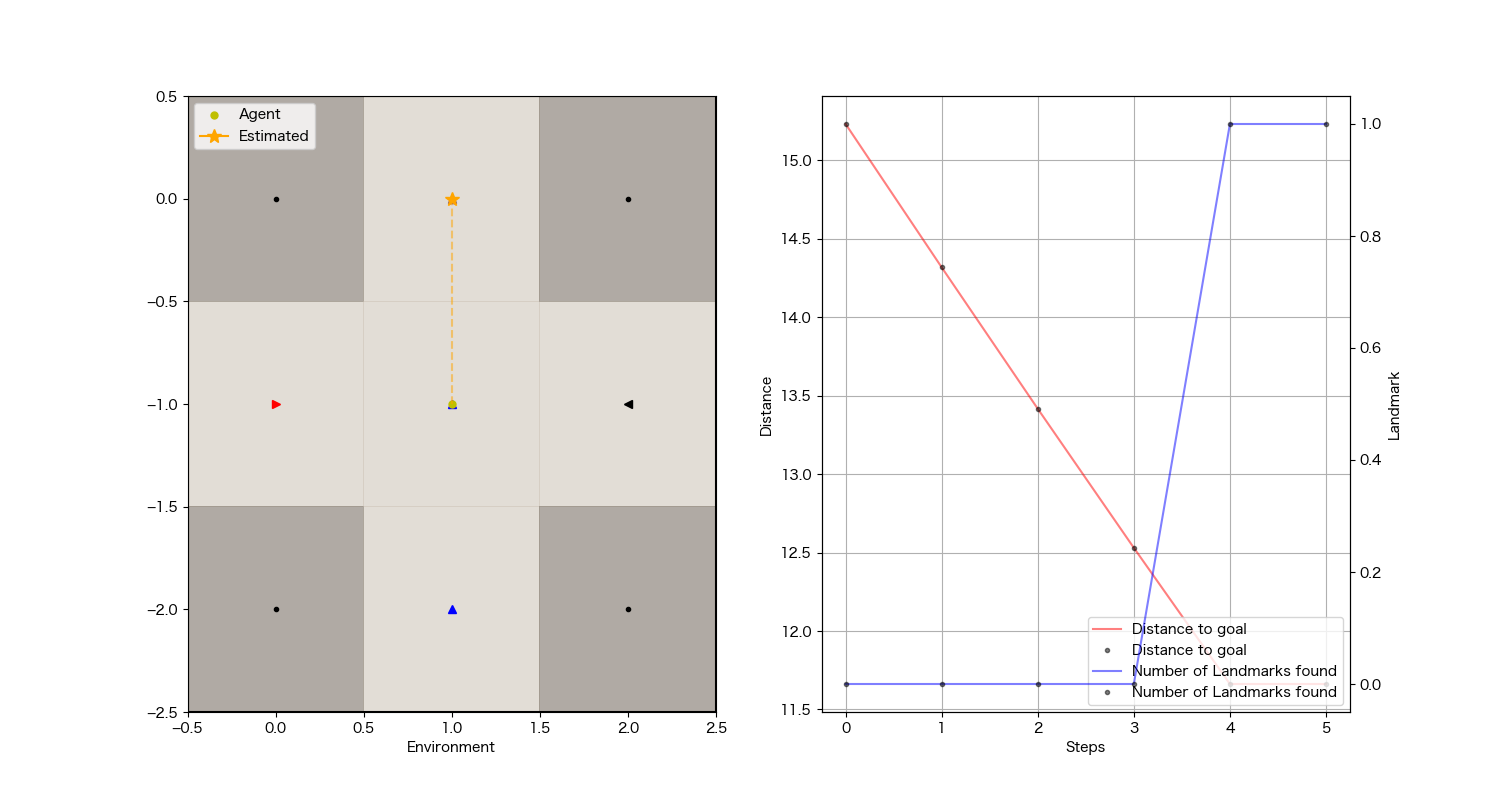 Agent
Estimated
0.5
0.0
−0.5
−1.0
−1.5
−2.0
−2.5
−0.5 0.0 0.5 1.0 1.5 2.0 2.5
Environment
Distance
15.0
14.5
14.0
13.5
13.0
12.5
12.0
11.5
0 1 2 3 4 5
Steps
Distance to goal
Distance to goal
Number of Landmarks found
Number of Landmarks found
1.0
0.8
0.6
0.4
0.2
0.0
Landmark